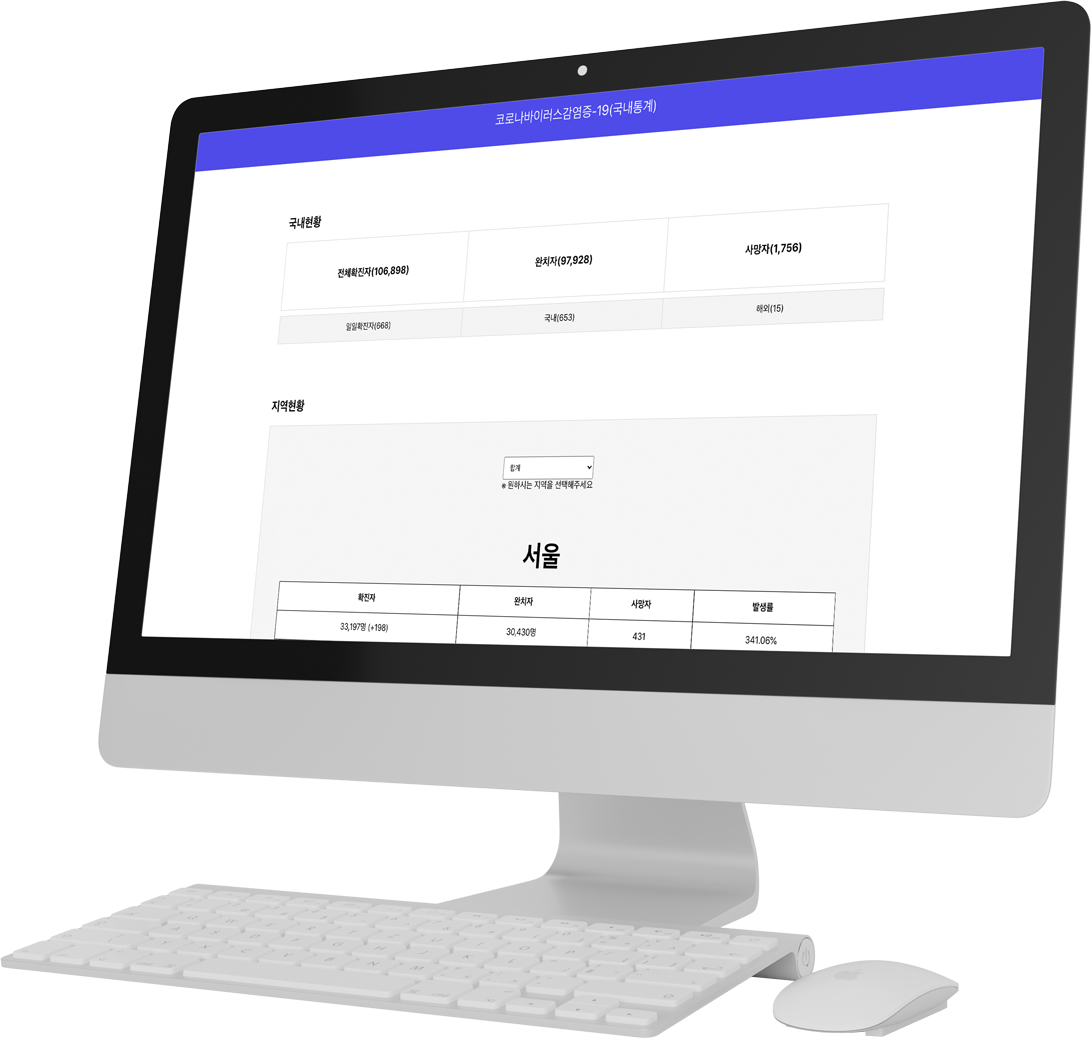 코로나바이러스감염증-19(국내통계)
국내현황
전체확진자(106,898) 완치자(97,928) 사망자(1,756)
일일확진자(668) 국내(653) 해외(15)
지역현황
합계
※ 원하시는 지역을 선택해주세요
서울
확진자 완치자 사망자 발생률
33,197명 (+198) 30,430명 431 341.06%